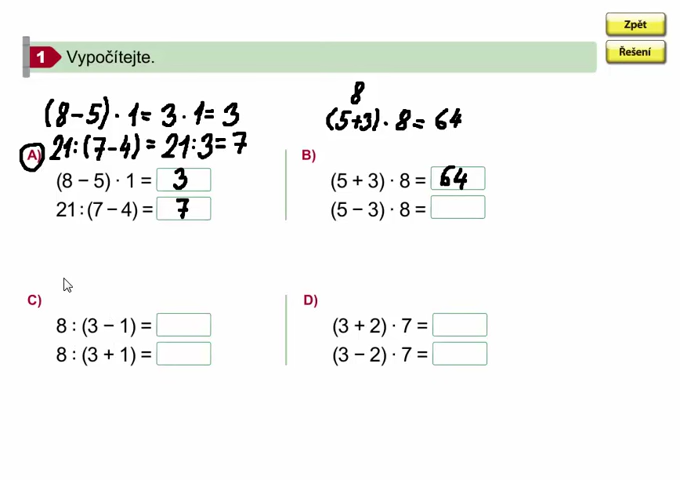 Zpět
1 Vypočítejte.
Řešení
8
(8-5)·1=3·1=3
(5+3)·8=64
21:(7-4)=21:3=7
A)
B)
(8 − 5) · 1 = 3
(5 + 3) · 8 = 64
21 : (7 − 4) = 7
(5 − 3) · 8 =
C)
D)
8 : (3 − 1) =
(3 + 2) · 7 =
8 : (3 + 1) =
(3 − 2) · 7 =